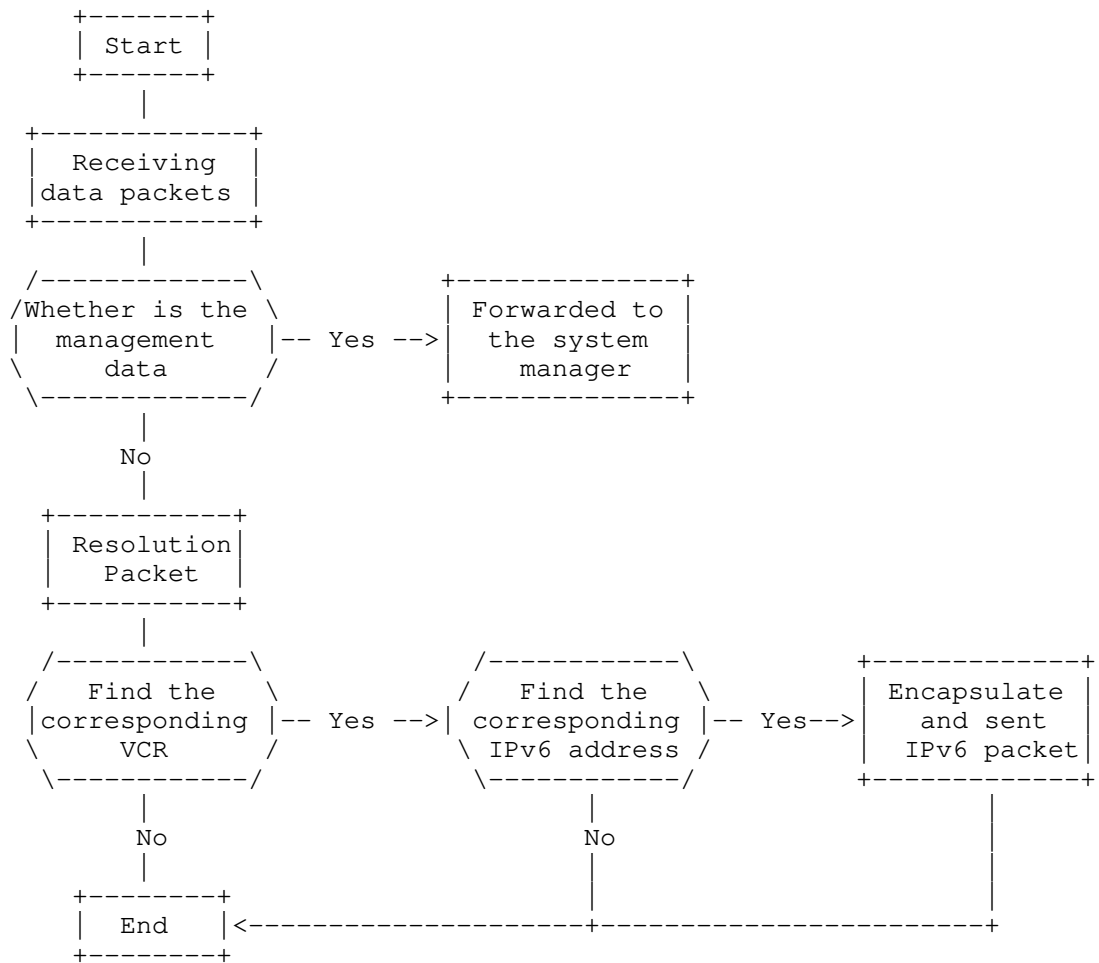 Start
Receiving
data packets
Whether is the
management
data
-- Yes -->
Forwarded to
the system
manager
No
Resolution
Packet
Find the
corresponding
VCR
-- Yes -->
Find the
corresponding
IPv6 address
-- Yes-->
Encapsulate
and sent
IPv6 packet
No
No
End